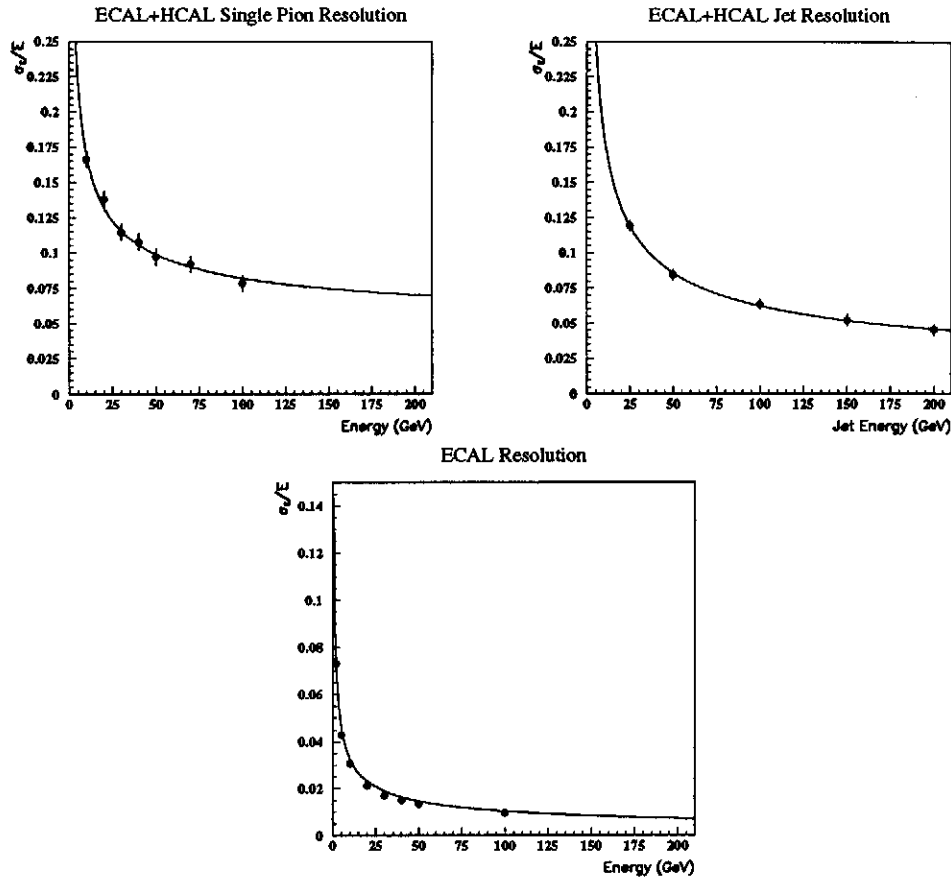 ECAL+HCAL Single Pion Resolution
σE/E
0.25
0.225
0.2
0.175
0.15
0.125
0.1
0.075
0.05
0.025
0
0 25 50 75 100 125 150 175 200
Energy (GeV)
ECAL+HCAL Jet Resolution
σE/E
0.25
0.225
0.2
0.175
0.15
0.125
0.1
0.075
0.05
0.025
0
0 25 50 75 100 125 150 175 200
Jet Energy (GeV)
ECAL Resolution
σE/E
0.14
0.12
0.1
0.08
0.06
0.04
0.02
0
0 25 50 75 100 125 150 175 200
Energy (GeV)